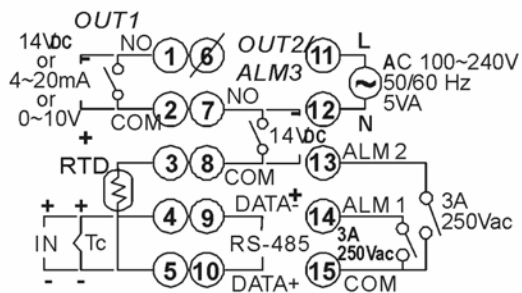 OUT1
14VDC
or
4~20mA
or
0~10V
NO
COM
-
+
1 6
2 7
3 8
4 9
5 10
OUT2/
ALM3
NO
COM
14VDC
-
+
11
12
13
14
15
L
N
AC 100~240V
50/60 Hz
5VA
RTD
+ +
IN Tc
- -
DATA-
RS-485
DATA+
ALM 2
ALM 1
3A
250Vac
COM
3A
250Vac